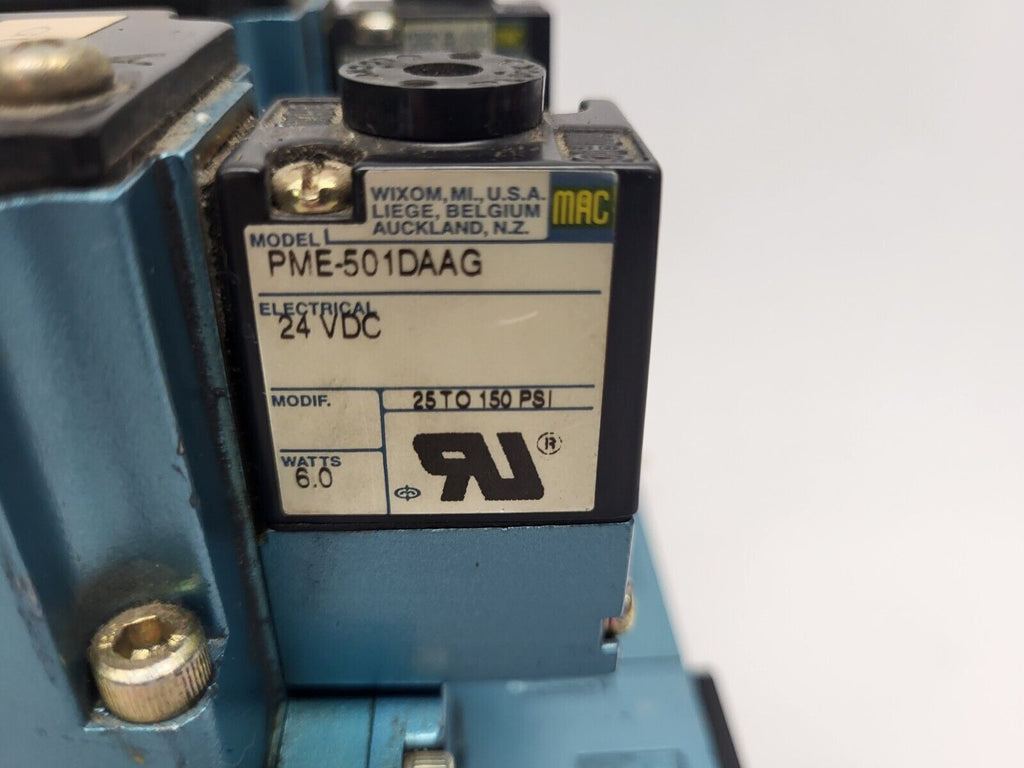 WIXOM, MI., U.S.A.
LIEGE, BELGIUM
AUCKLAND, N.Z.
MAC
MODEL
PME-501DAAG
ELECTRICAL
24 VDC
MODIF.
25 TO 150 PSI
WATTS
6.0
UR
®